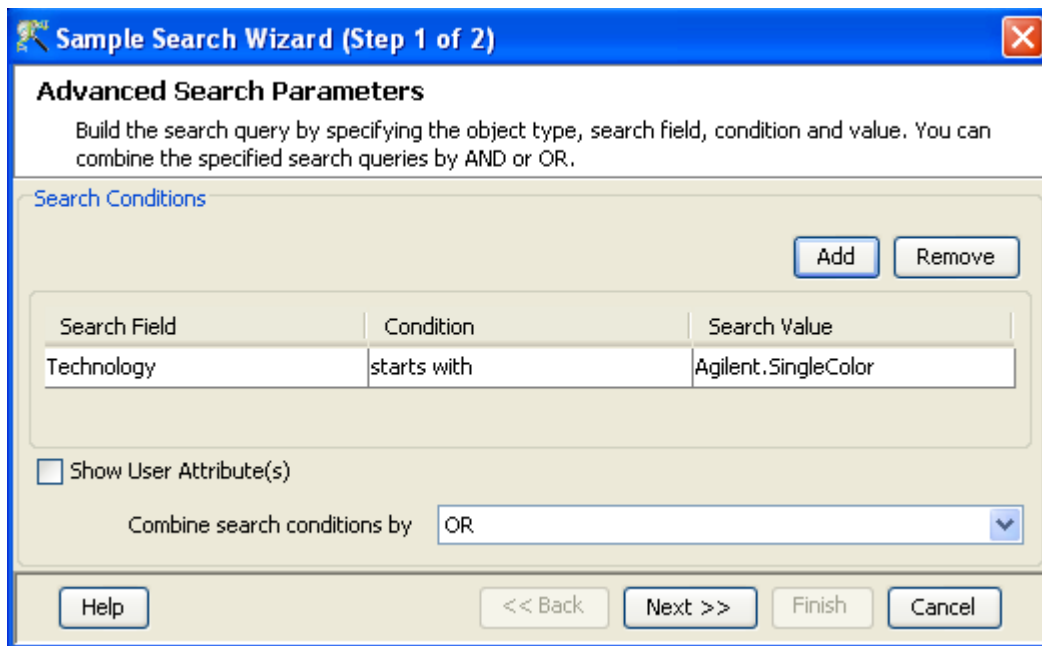 Sample Search Wizard (Step 1 of 2)
Advanced Search Parameters
Build the search query by specifying the object type, search field, condition and value. You can
combine the specified search queries by AND or OR.
Search Conditions
Add Remove
Search Field Condition Search Value
Technology starts with Agilent.SingleColor
Show User Attribute(s)
Combine search conditions by OR
Help << Back Next >> Finish Cancel